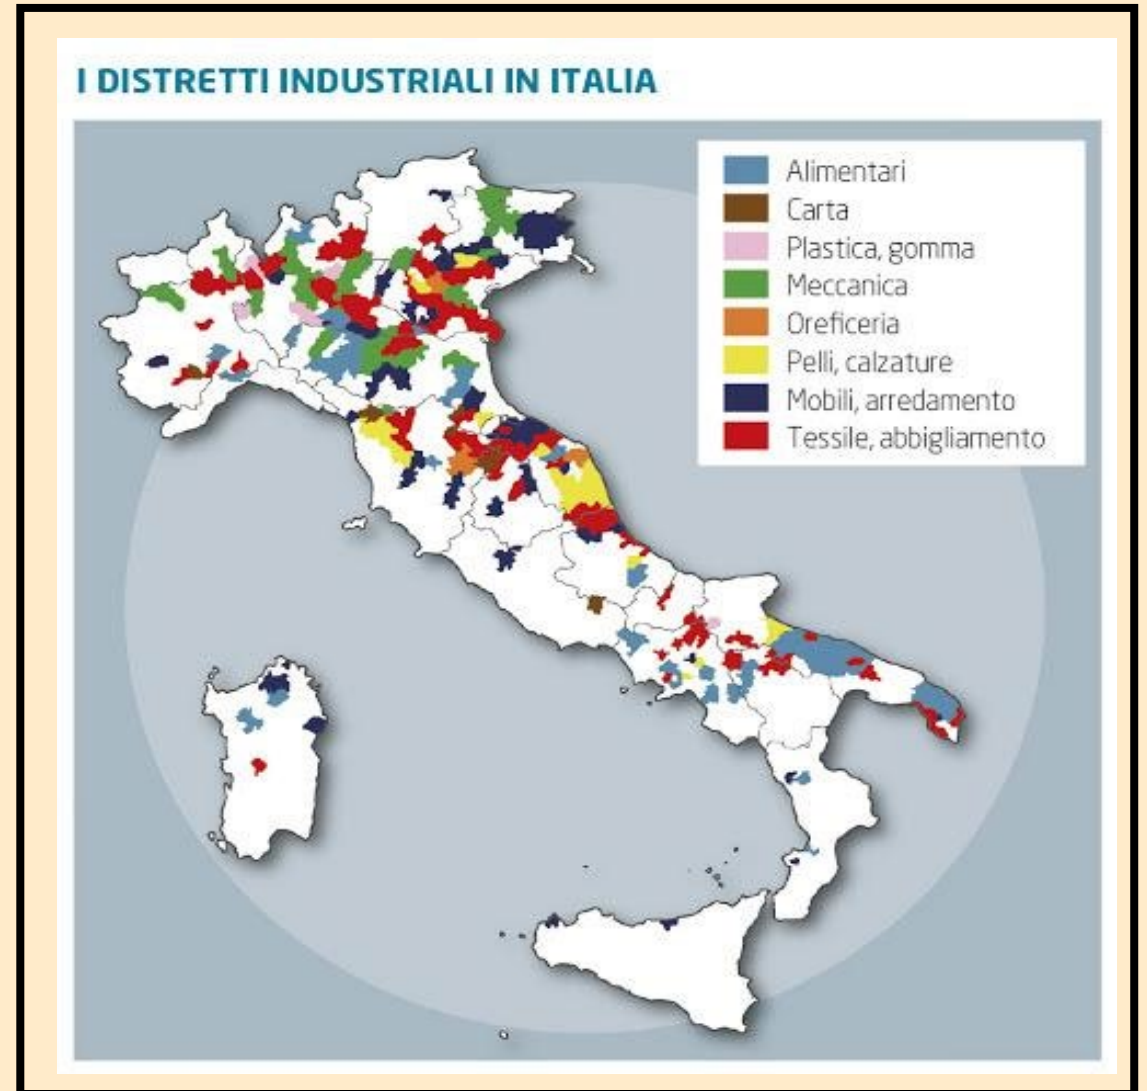 I DISTRETTI INDUSTRIALI IN ITALIA
Alimentari
Carta
Plastica, gomma
Meccanica
Oreficeria
Pelli, calzature
Mobili, arredamento
Tessile, abbigliamento